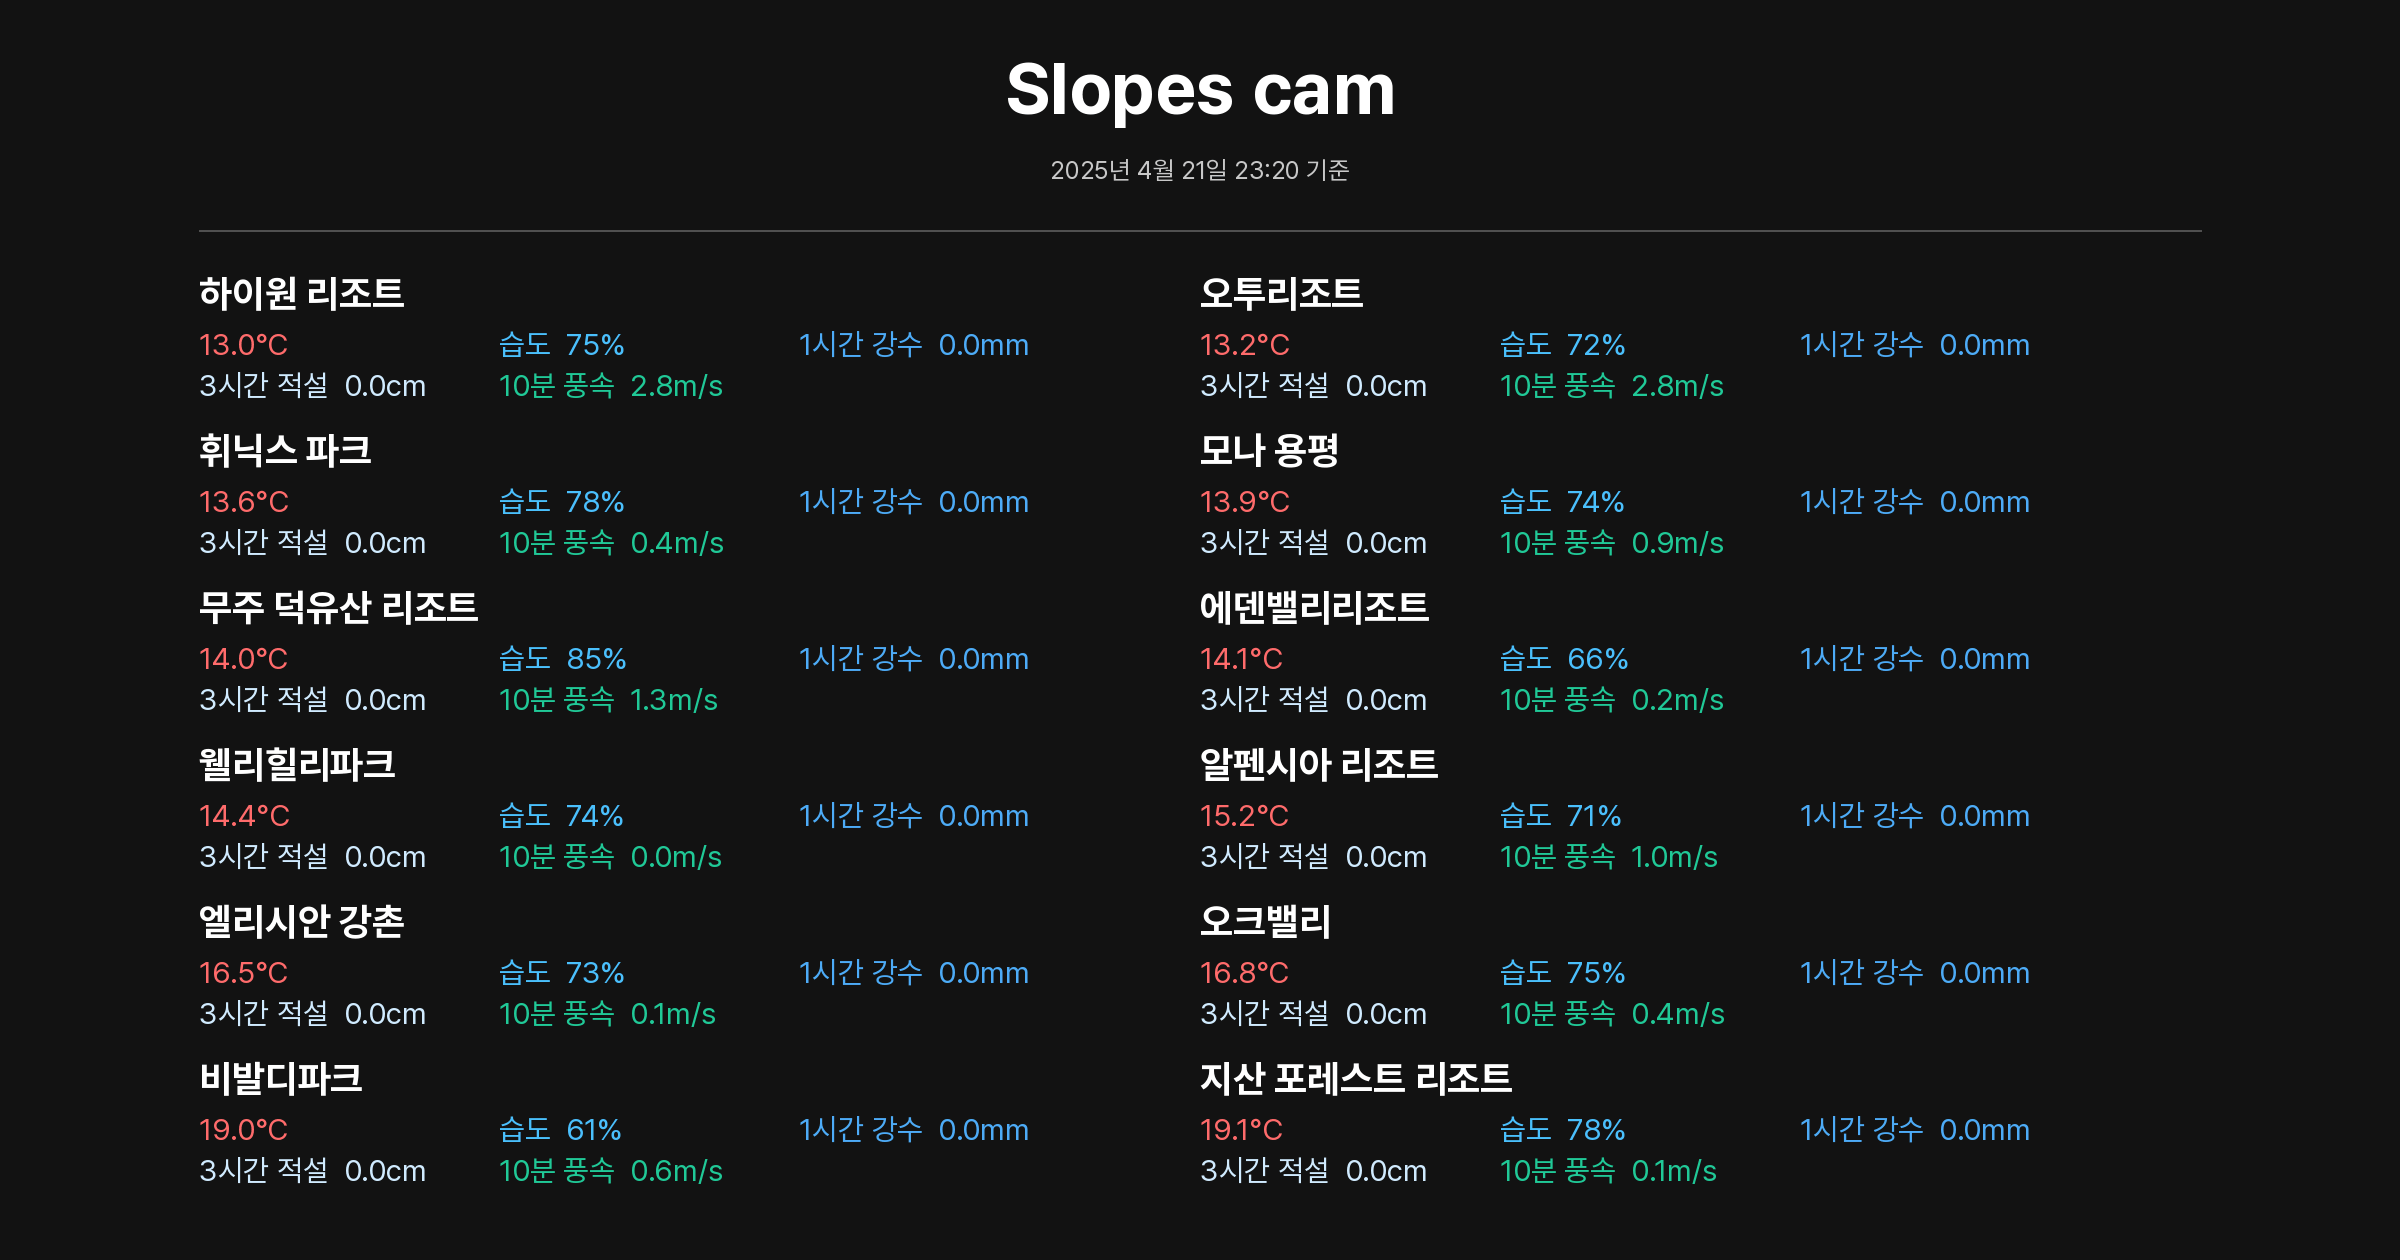 Slopes cam
2025년 4월 21일 23:20 기준
하이원 리조트
13.0°C 습도 75% 1시간 강수 0.0mm
3시간 적설 0.0cm 10분 풍속 2.8m/s
오투리조트
13.2°C 습도 72% 1시간 강수 0.0mm
3시간 적설 0.0cm 10분 풍속 2.8m/s
휘닉스 파크
13.6°C 습도 78% 1시간 강수 0.0mm
3시간 적설 0.0cm 10분 풍속 0.4m/s
모나 용평
13.9°C 습도 74% 1시간 강수 0.0mm
3시간 적설 0.0cm 10분 풍속 0.9m/s
무주 덕유산 리조트
14.0°C 습도 85% 1시간 강수 0.0mm
3시간 적설 0.0cm 10분 풍속 1.3m/s
에덴밸리리조트
14.1°C 습도 66% 1시간 강수 0.0mm
3시간 적설 0.0cm 10분 풍속 0.2m/s
웰리힐리파크
14.4°C 습도 74% 1시간 강수 0.0mm
3시간 적설 0.0cm 10분 풍속 0.0m/s
알펜시아 리조트
15.2°C 습도 71% 1시간 강수 0.0mm
3시간 적설 0.0cm 10분 풍속 1.0m/s
엘리시안 강촌
16.5°C 습도 73% 1시간 강수 0.0mm
3시간 적설 0.0cm 10분 풍속 0.1m/s
오크밸리
16.8°C 습도 75% 1시간 강수 0.0mm
3시간 적설 0.0cm 10분 풍속 0.4m/s
비발디파크
19.0°C 습도 61% 1시간 강수 0.0mm
3시간 적설 0.0cm 10분 풍속 0.6m/s
지산 포레스트 리조트
19.1°C 습도 78% 1시간 강수 0.0mm
3시간 적설 0.0cm 10분 풍속 0.1m/s